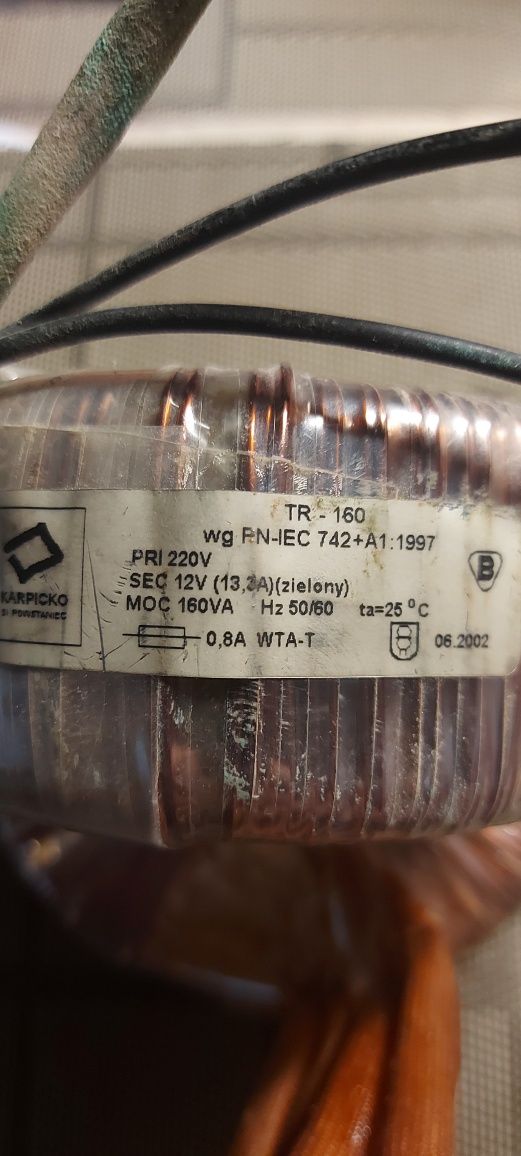 TR - 160
wg PN-IEC 742+A1:1997
PRI 220V
SEC 12V (13,3A)(zielony)
MOC 160VA Hz 50/60 ta=25 °C
0,8A WTA-T
06.2002
B
KARPICKO
POWSTANIEC